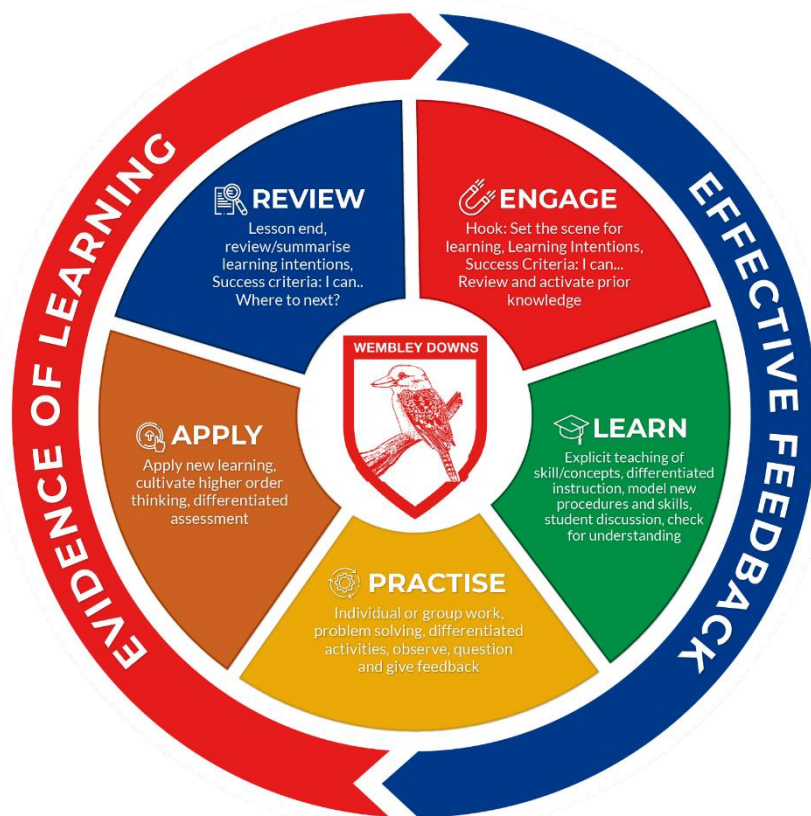 EVIDENCE OF LEARNING
EFFECTIVE FEEDBACK
REVIEW
Lesson end,
review/summarise
learning intentions,
Success criteria: I can..
Where to next?
ENGAGE
Hook: Set the scene for
learning, Learning Intentions,
Success Criteria: I can...
Review and activate prior
knowledge
LEARN
Explicit teaching of
skill/concepts, differentiated
instruction, model new
procedures and skills,
student discussion, check
for understanding
PRACTISE
Individual or group work,
problem solving, differentiated
activities, observe, question
and give feedback
APPLY
Apply new learning,
cultivate higher order
thinking, differentiated
assessment
WEMBLEY DOWNS